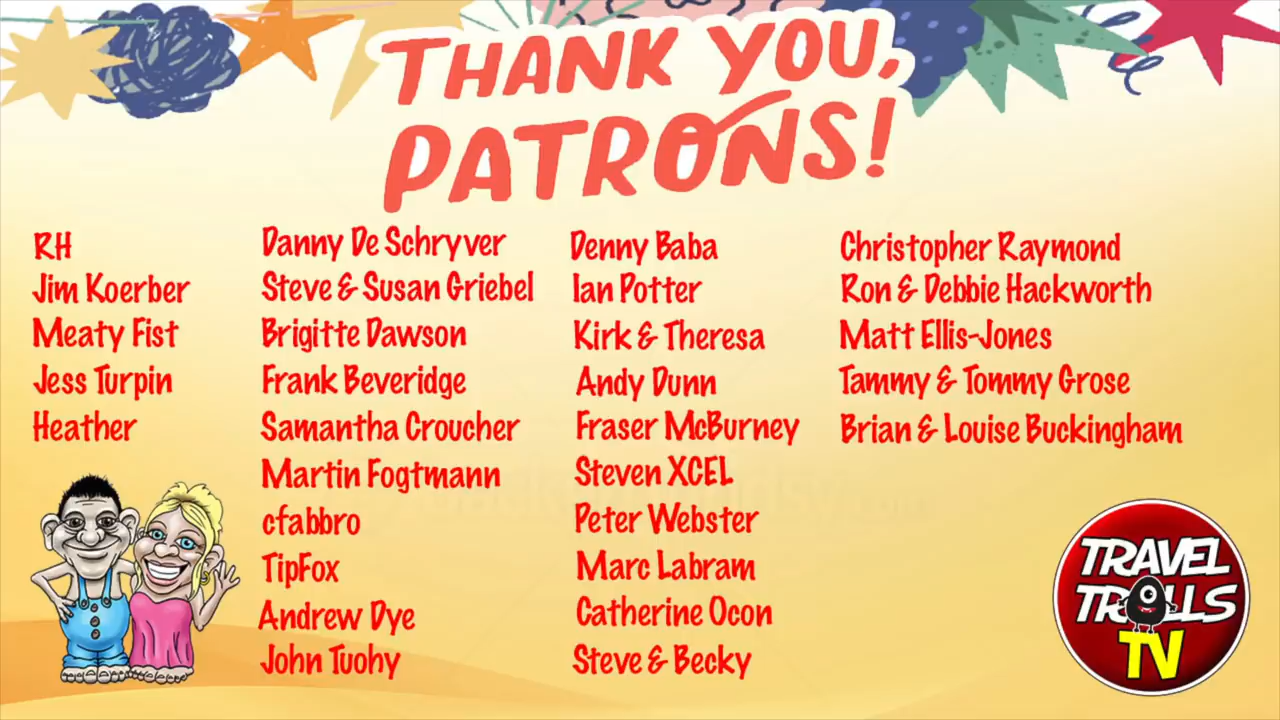 THANK YOU,
PATRONS!
RH
Jim Koerber
Meaty Fist
Jess Turpin
Heather
Danny De Schryver
Steve & Susan Griebel
Brigitte Dawson
Frank Beveridge
Samantha Croucher
Martin Fogtmann
cfabbro
TipFox
Andrew Dye
John Tuohy
Denny Baba
Ian Potter
Kirk & Theresa
Andy Dunn
Fraser McBurney
Steven XCEL
Peter Webster
Marc Labram
Catherine Ocon
Steve & Becky
Christopher Raymond
Ron & Debbie Hackworth
Matt Ellis-Jones
Tammy & Tommy Grose
Brian & Louise Buckingham
TRAVEL
TROLLS
TV